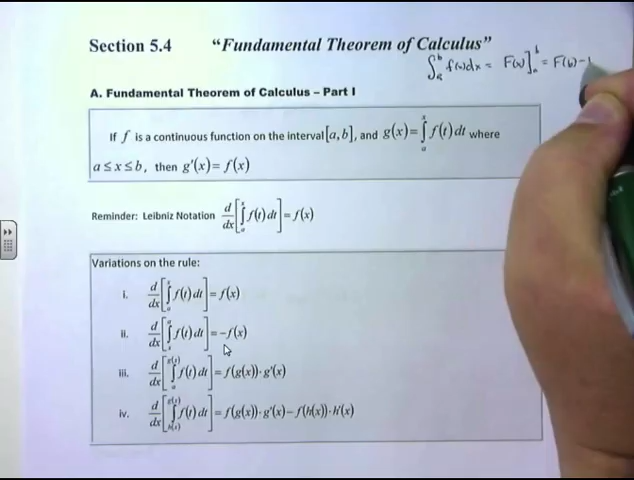 Section 5.4 "Fundamental Theorem of Calculus"
∫ₐᵇ f(x)dx = F(x)]ₐᵇ = F(b) -
A. Fundamental Theorem of Calculus – Part I
If f is a continuous function on the interval [a,b], and g(x)=∫ₐˣ f(t)dt where
a≤x≤b, then g'(x)=f(x)
Reminder: Leibniz Notation d/dx[∫ₐˣ f(t)dt]=f(x)
Variations on the rule:
i. d/dx[∫ₐˣ f(t)dt]=f(x)
ii. d/dx[∫ₓᵃ f(t)dt]=-f(x)
iii. d/dx[∫ₐ^g(x) f(t)dt]=f(g(x))·g'(x)
iv. d/dx[∫_h(x)^g(x) f(t)dt]=f(g(x))·g'(x)-f(h(x))·h'(x)